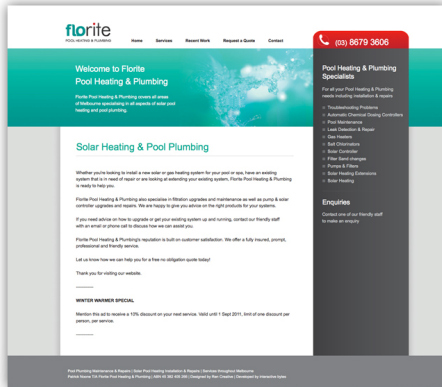 florite
POOL HEATING & PLUMBING
Home Services Recent Work Request a Quote Contact
(03) 8679 3606
Welcome to Florite
Pool Heating & Plumbing
Florite Pool Heating & Plumbing covers all areas
of Melbourne specialising in all aspects of solar pool
heating and pool plumbing.
Pool Heating & Plumbing
Specialists
For all your Pool Heating & Plumbing
needs including installation & repairs
Troubleshooting Problems
Automatic Chemical Dosing Controllers
Pool Maintenance
Leak Detection & Repair
Gas Heaters
Salt Chlorinators
Solar Controller
Filter Sand changes
Pumps & Filters
Solar Heating Extensions
Solar Heating
Enquiries
Contact one of our friendly staff
to make an enquiry
Solar Heating & Pool Plumbing
Whether you're looking to install a new solar or gas heating system for your pool or spa, have an existing
system that is in need of repair or are looking at extending your existing system, Florite Pool Heating & Plumbing
is ready to help you.
Florite Pool Heating & Plumbing also specialise in filtration upgrades and maintenance as well as pump & solar
controller upgrades and repairs. We are happy to give you advice on the right products for your systems.
If you need advice on how to upgrade or get your existing system up and running, contact our friendly staff
with an email or phone call to discuss how we can assist you.
Florite Pool Heating & Plumbing's reputation is built on customer satisfaction. We offer a fully insured, prompt,
professional and friendly service.
Let us know how we can help you for a free no obligation quote today!
Thank you for visiting our website.
WINTER WARMER SPECIAL
Mention this ad to receive a 10% discount on your next service. Valid until 1 Sept 2011, limit of one discount per
person, per service.
Pool Plumbing Maintenance & Repairs | Solar Pool Heating Installation & Repairs | Services throughout Melbourne
Patrick Norris T/A Florite Pool Heating & Plumbing | ABN | Designed by Creative | Developed by interactive bytes